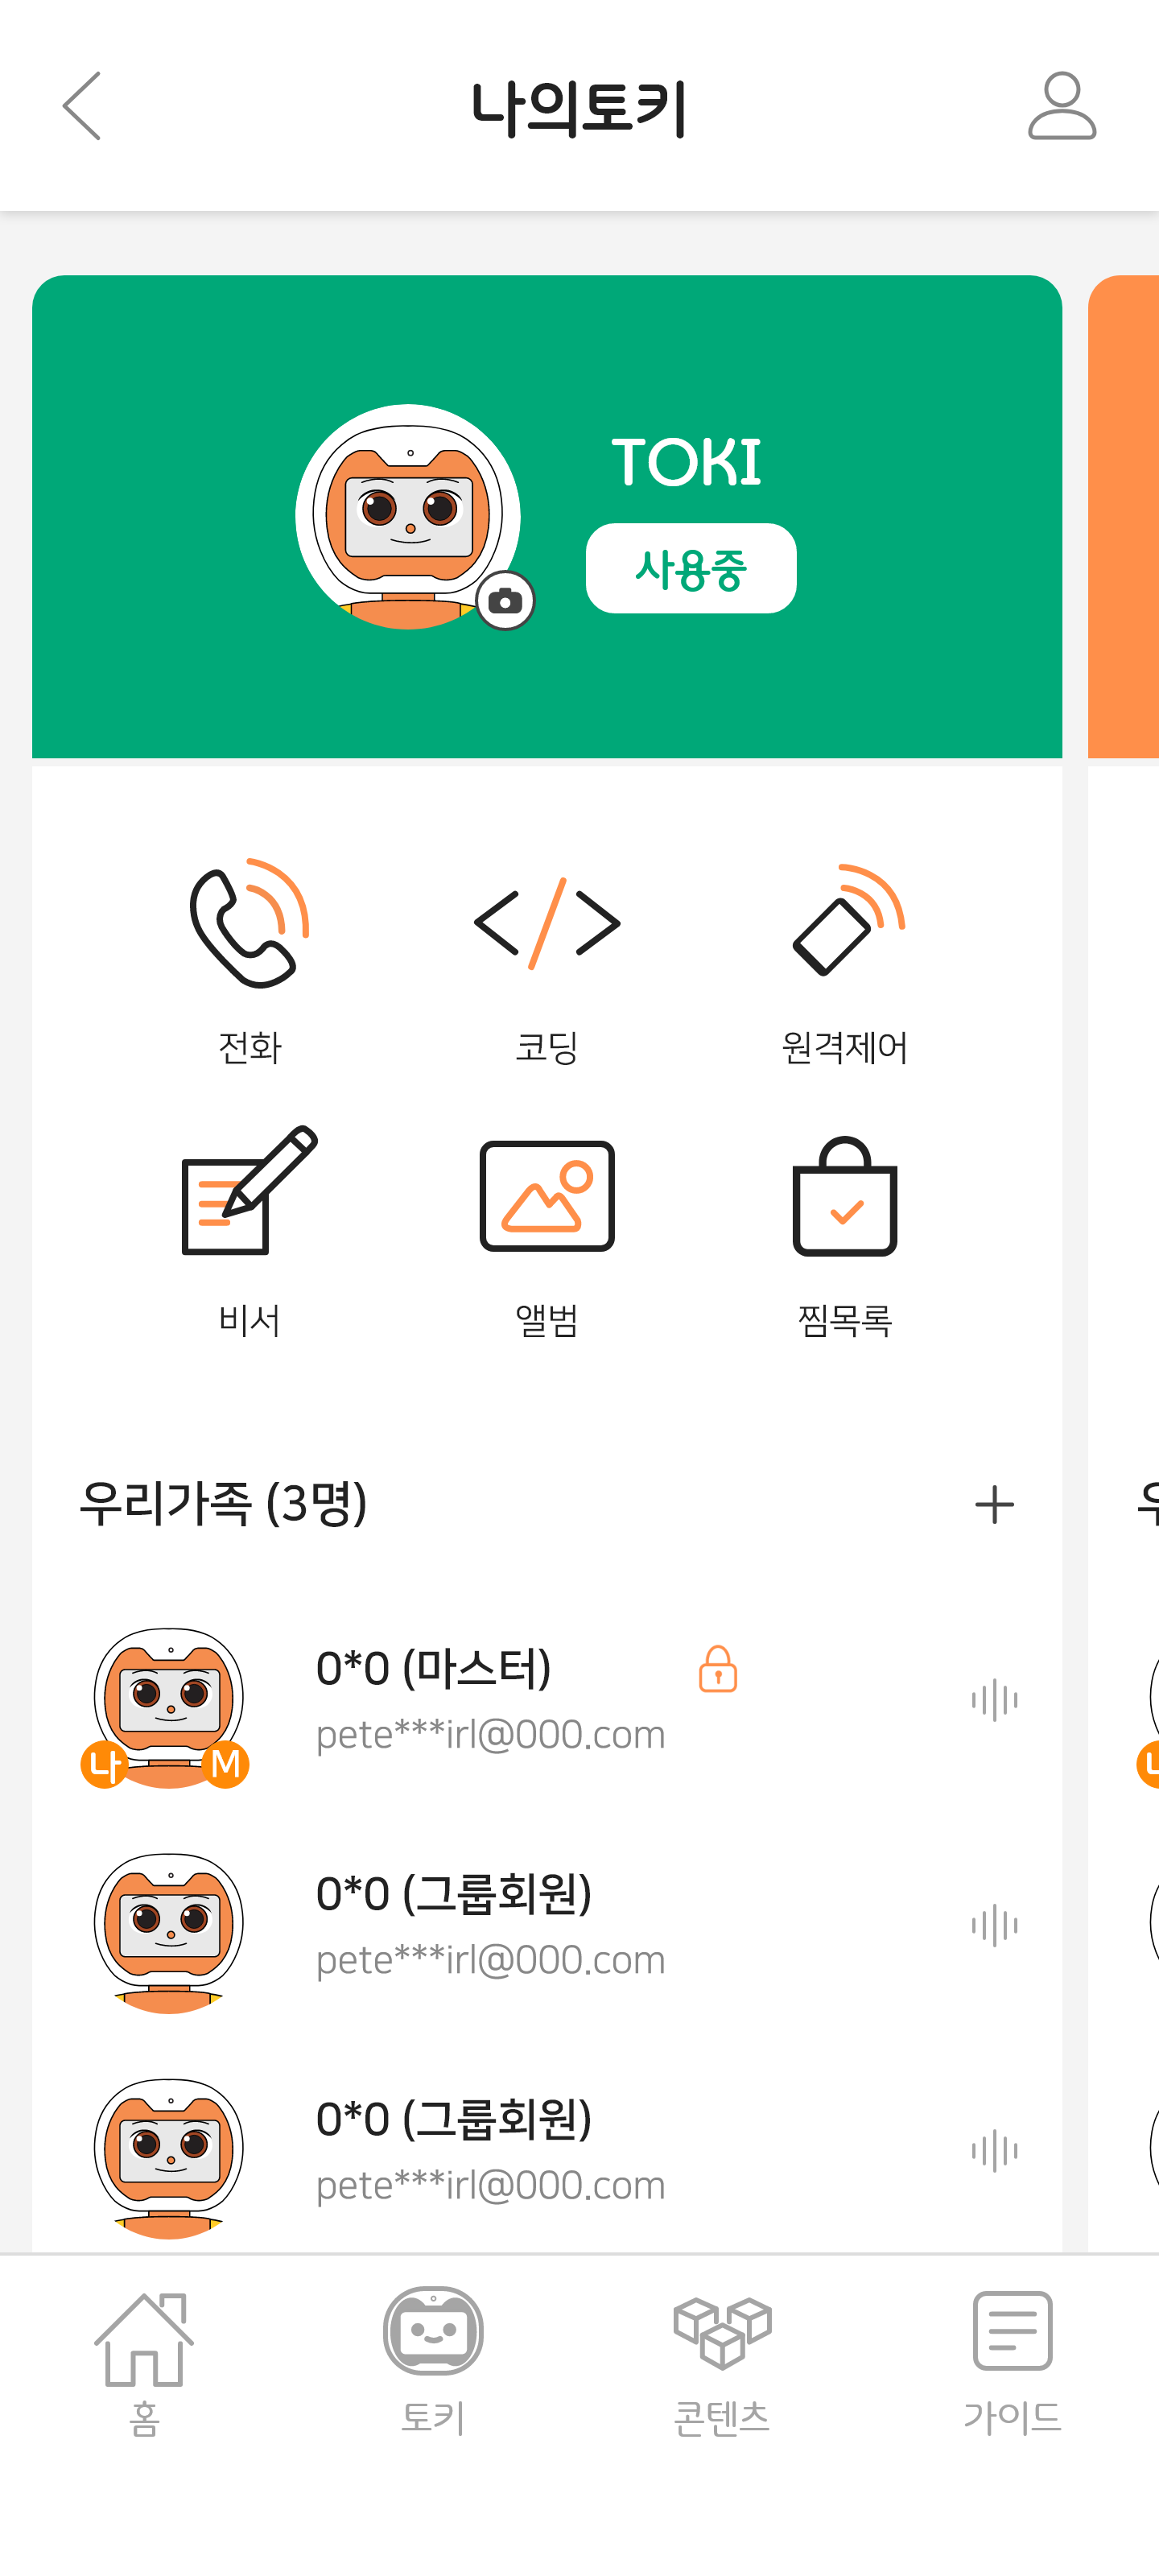 나의토키
TOKI
사용중
전화
코딩
원격제어
비서
앨범
찜목록
우리가족 (3명)
우
0*0 (마스터)
pete***irl@000.com
나
M
0*0 (그룹회원)
pete***irl@000.com
0*0 (그룹회원)
pete***irl@000.com
홈
토키
콘텐츠
가이드